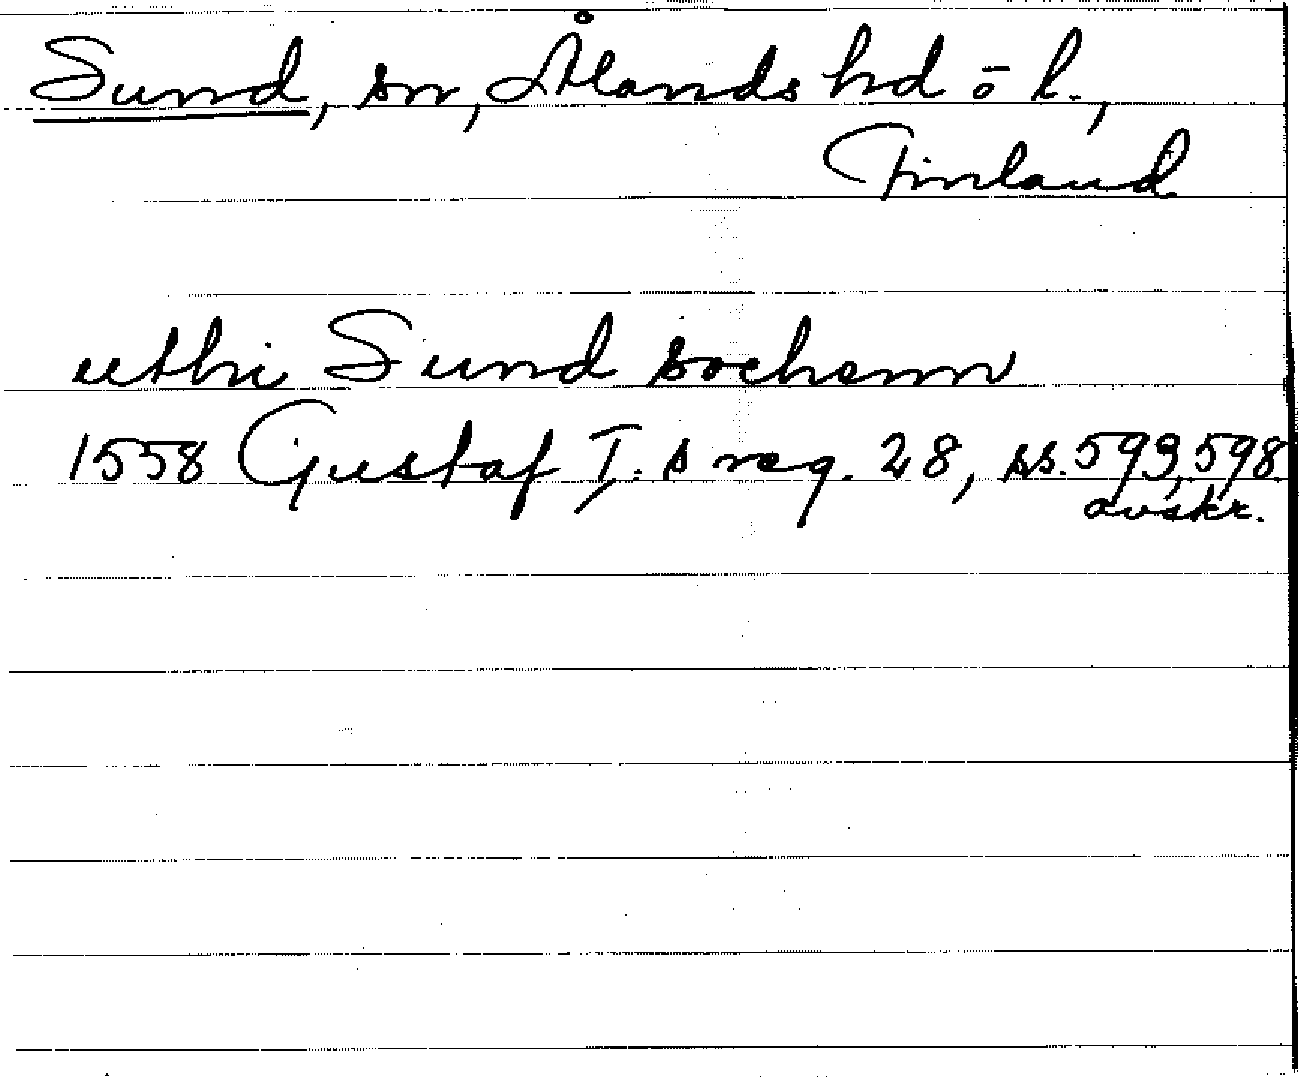 Sund, sn, Ålands hd o l.,
Finland
uthi Sund sochenn
1558 Gustaf I:s reg. 28, ss. 593, 598.
avskr.